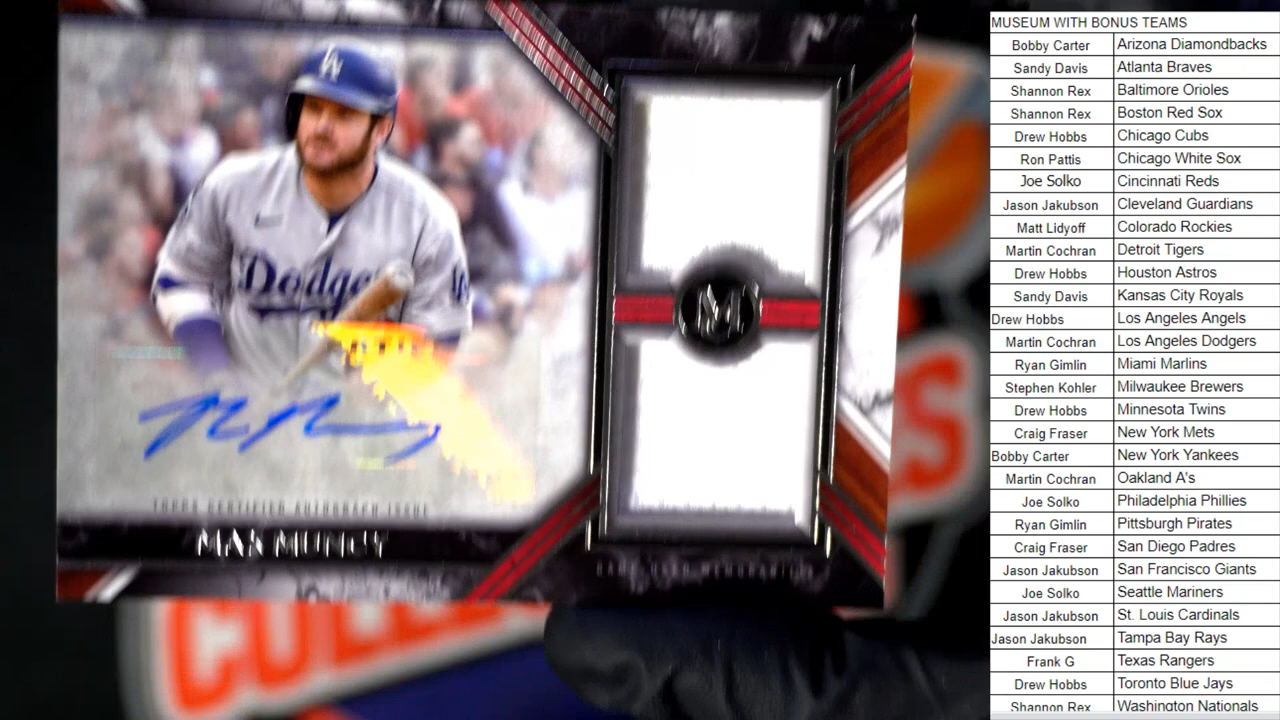 LA
Dodge
TOPPS CERTIFIED AUTOGRAPH ISSUE
MAX MUNCY
M
MUSEUM WITH BONUS TEAMS
Bobby Carter Arizona Diamondbacks
Sandy Davis Atlanta Braves
Shannon Rex Baltimore Orioles
Shannon Rex Boston Red Sox
Drew Hobbs Chicago Cubs
Ron Pattis Chicago White Sox
Joe Solko Cincinnati Reds
Jason Jakubson Cleveland Guardians
Matt Lidyoff Colorado Rockies
Martin Cochran Detroit Tigers
Drew Hobbs Houston Astros
Sandy Davis Kansas City Royals
Drew Hobbs Los Angeles Angels
Martin Cochran Los Angeles Dodgers
Ryan Gimlin Miami Marlins
Stephen Kohler Milwaukee Brewers
Drew Hobbs Minnesota Twins
Craig Fraser New York Mets
Bobby Carter New York Yankees
Martin Cochran Oakland A's
Joe Solko Philadelphia Phillies
Ryan Gimlin Pittsburgh Pirates
Craig Fraser San Diego Padres
Jason Jakubson San Francisco Giants
Joe Solko Seattle Mariners
Jason Jakubson St. Louis Cardinals
Jason Jakubson Tampa Bay Rays
Frank G Texas Rangers
Drew Hobbs Toronto Blue Jays
Shannon Rex Washington Nationals